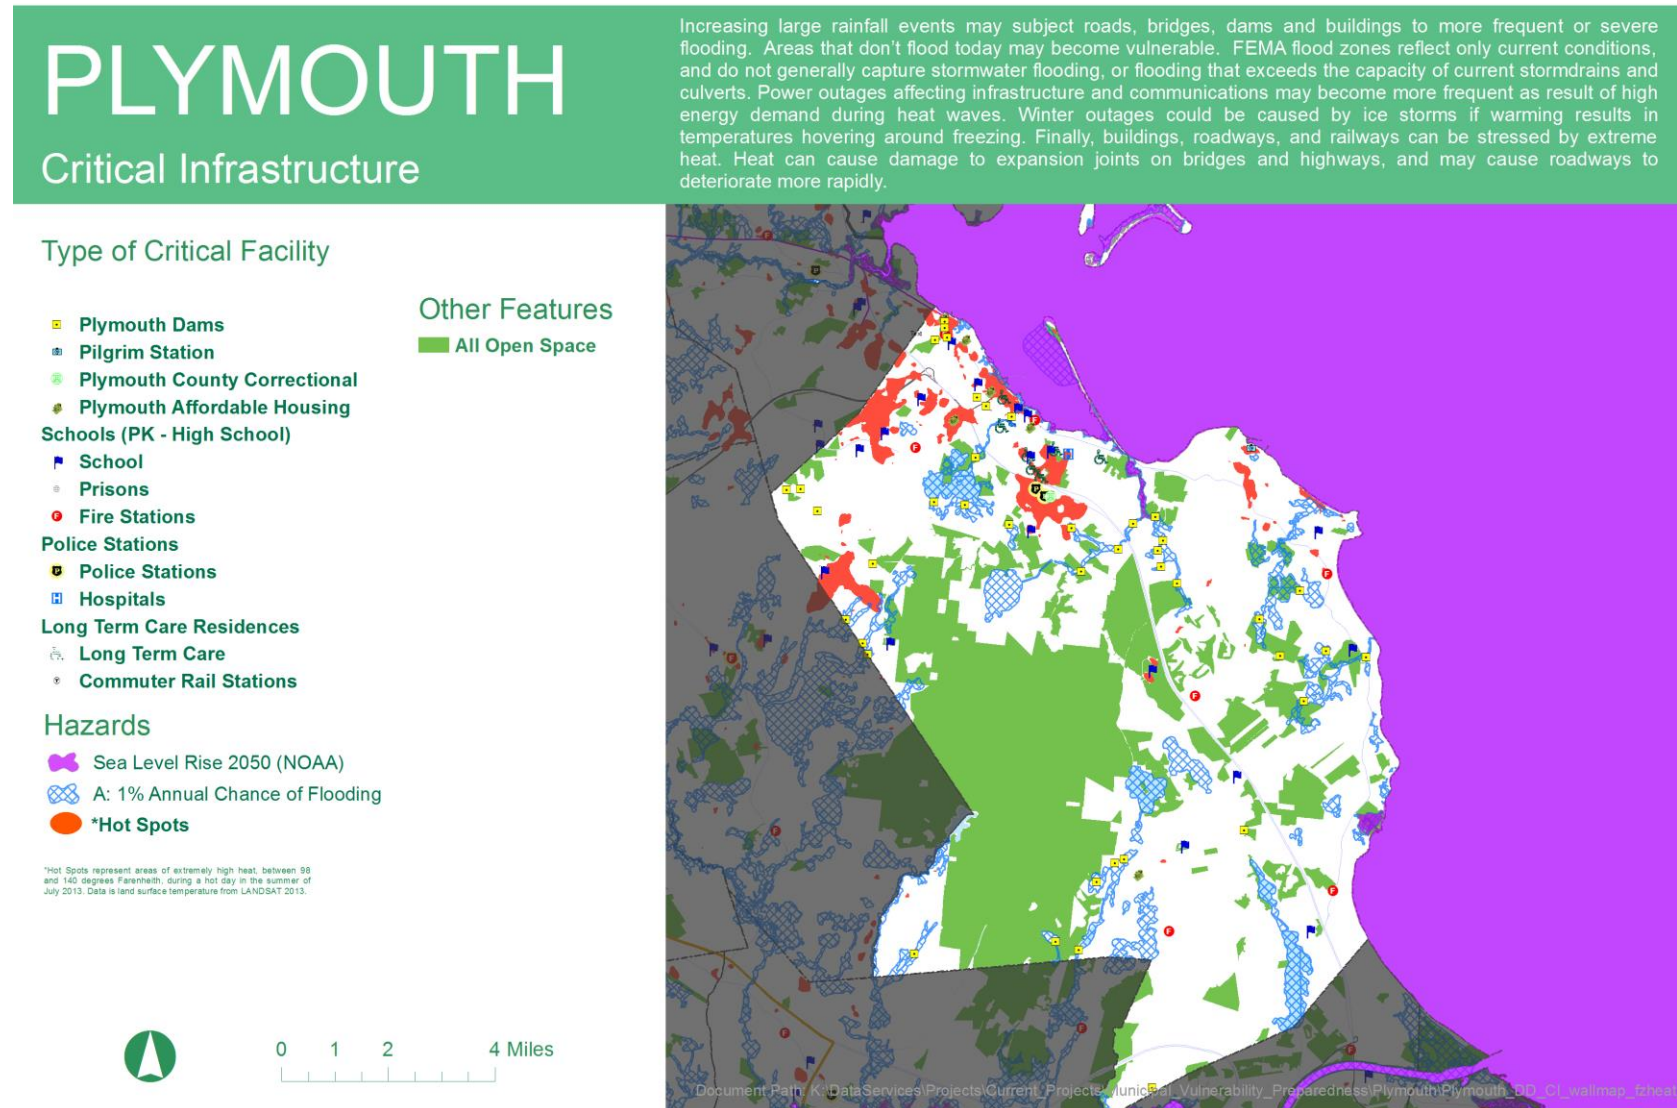 PLYMOUTH
Critical Infrastructure
Increasing large rainfall events may subject roads, bridges, dams and buildings to more frequent or severe
flooding. Areas that don't flood today may become vulnerable. FEMA flood zones reflect only current conditions,
and do not generally capture stormwater flooding, or flooding that exceeds the capacity of current stormdrains and
culverts. Power outages affecting infrastructure and communications may become more frequent as result of high
energy demand during heat waves. Winter outages could be caused by ice storms if warming results in
temperatures hovering around freezing. Finally, buildings, roadways, and railways can be stressed by extreme
heat. Heat can cause damage to expansion joints on bridges and highways, and may cause roadways to
deteriorate more rapidly.
Type of Critical Facility
Plymouth Dams
Pilgrim Station
Plymouth County Correctional
Plymouth Affordable Housing
Schools (PK - High School)
School
Prisons
Fire Stations
Police Stations
Police Stations
Hospitals
Long Term Care Residences
Long Term Care
Commuter Rail Stations
Other Features
All Open Space
Hazards
Sea Level Rise 2050 (NOAA)
A: 1% Annual Chance of Flooding
*Hot Spots
*Hot Spots represent areas of extremely high heat, between 98
and 140 degrees Farenheith, during a hot day in the summer of
July 2013. Data is land surface temperature from LANDSAT 2013.
0 1 2 4 Miles
Document Path: K:\DataServices\Projects\Current_Projects\Municipal_Vulnerability_Preparedness\Plymouth\Plymouth_DD_CI_wallmap_fzheat